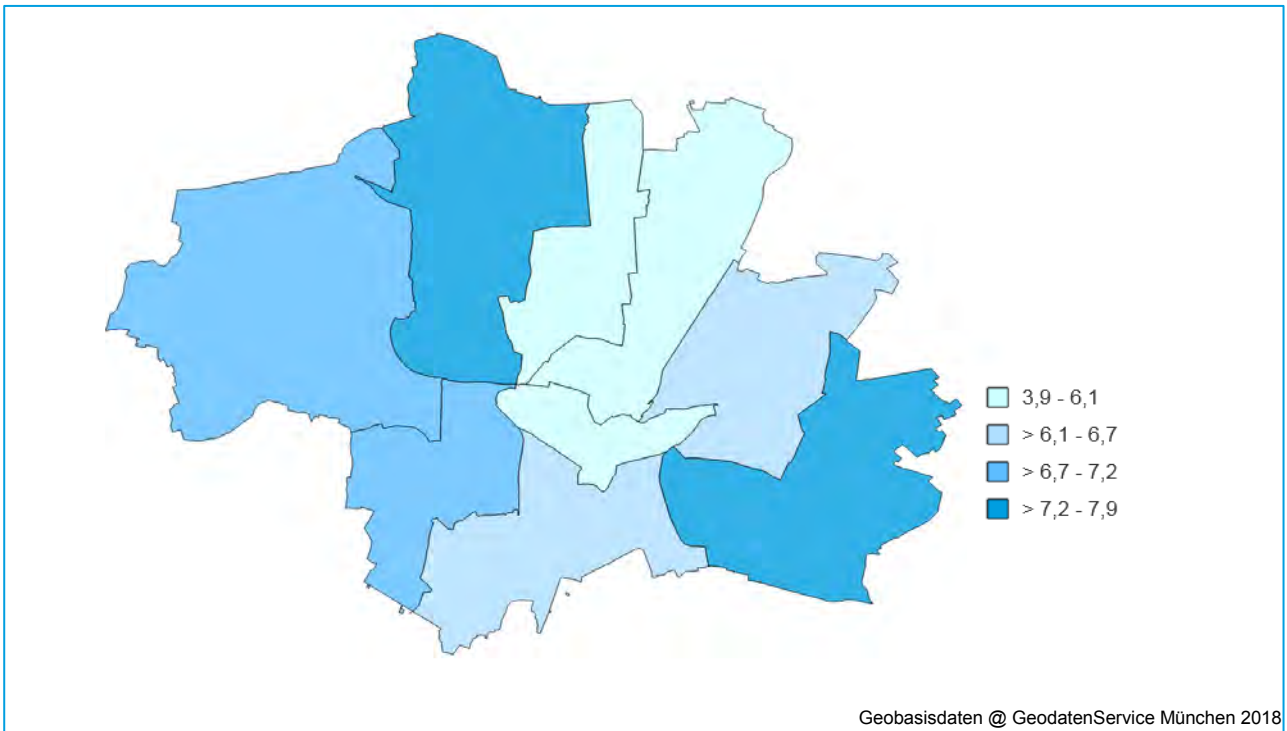 3,9 - 6,1
> 6,1 - 6,7
> 6,7 - 7,2
> 7,2 - 7,9
Geobasisdaten @ GeodatenService München 2018